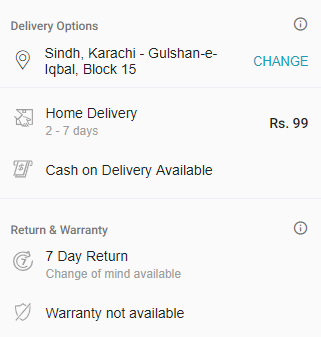 Delivery Options
Sindh, Karachi - Gulshan-e-
Iqbal, Block 15
CHANGE
Home Delivery
Rs. 99
2 - 7 days
Cash on Delivery Available
Return & Warranty
7 Day Return
Change of mind available
Warranty not available